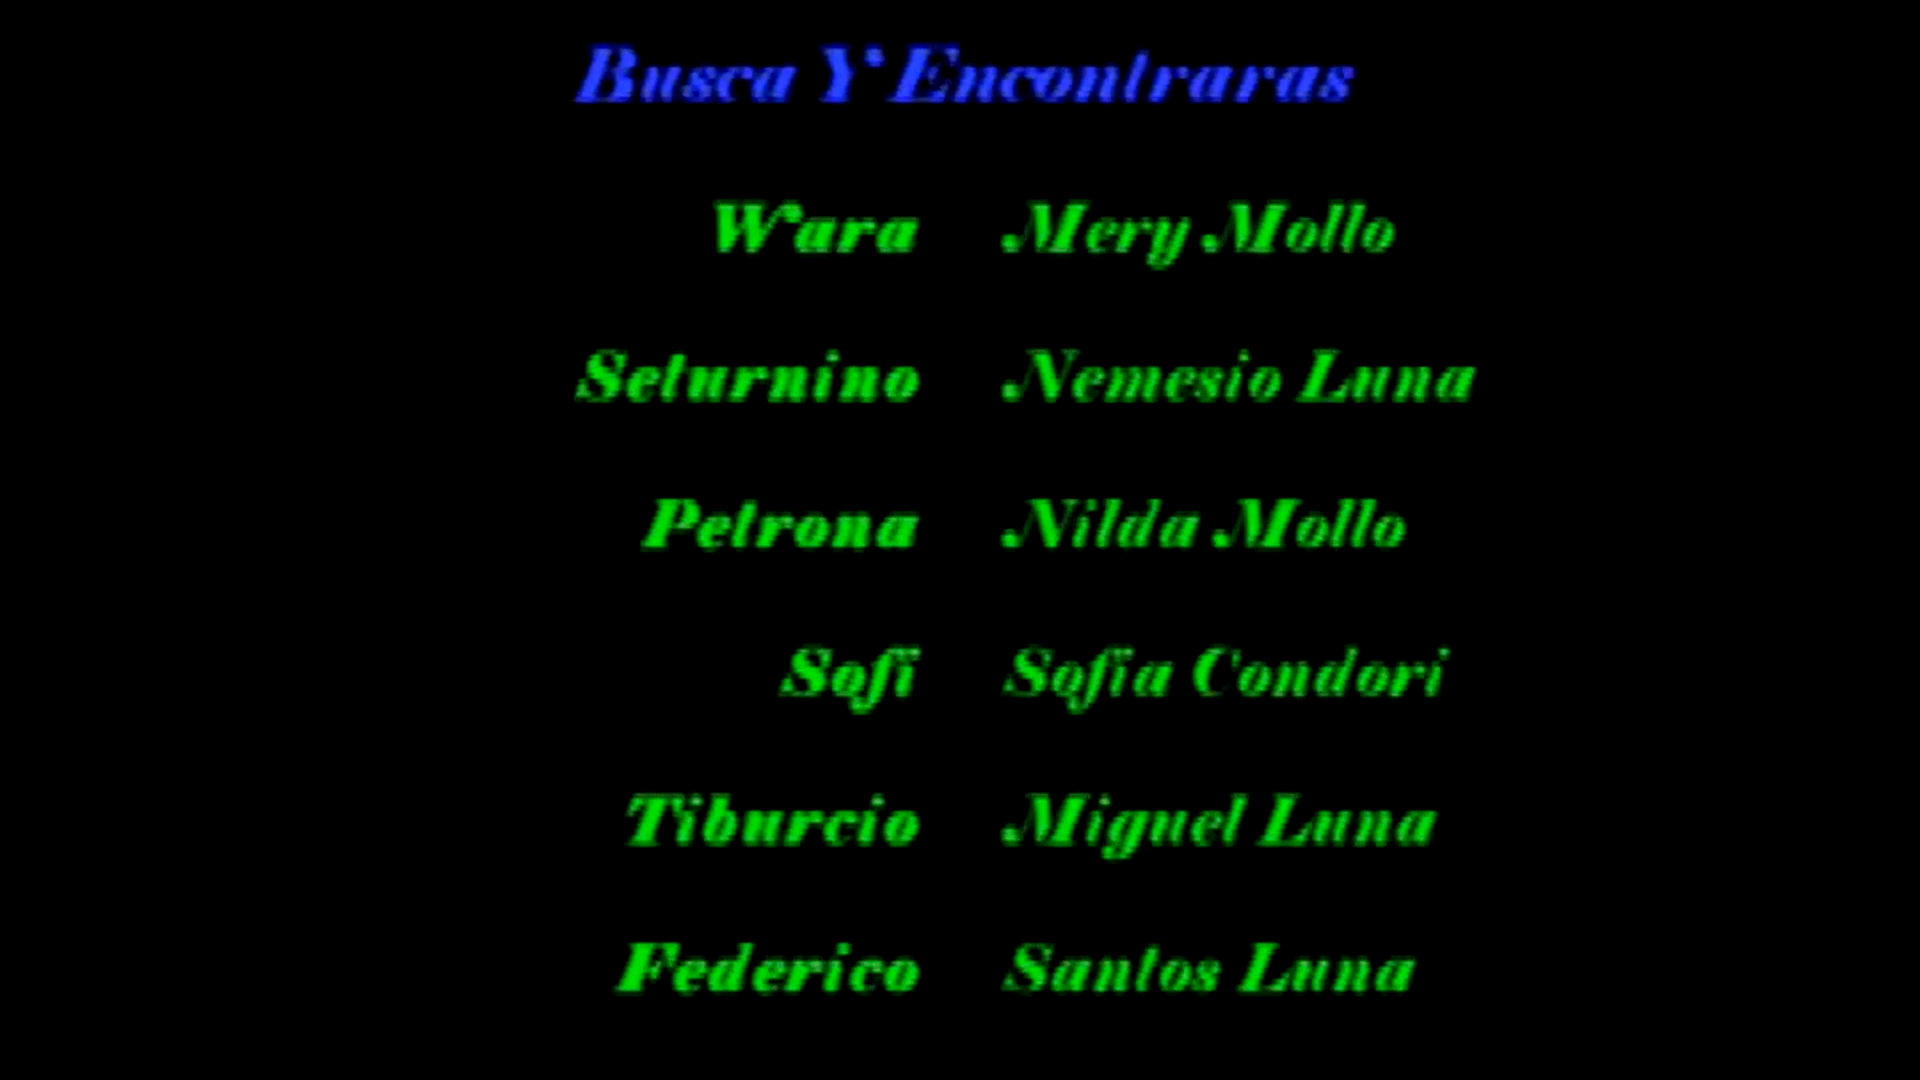 Busca Y Encontraras
Wara Mery Mollo
Seturnino Nemesio Luna
Petrona Nilda Mollo
Sofi Sofia Condori
Tiburcio Miguel Luna
Federico Santos Luna